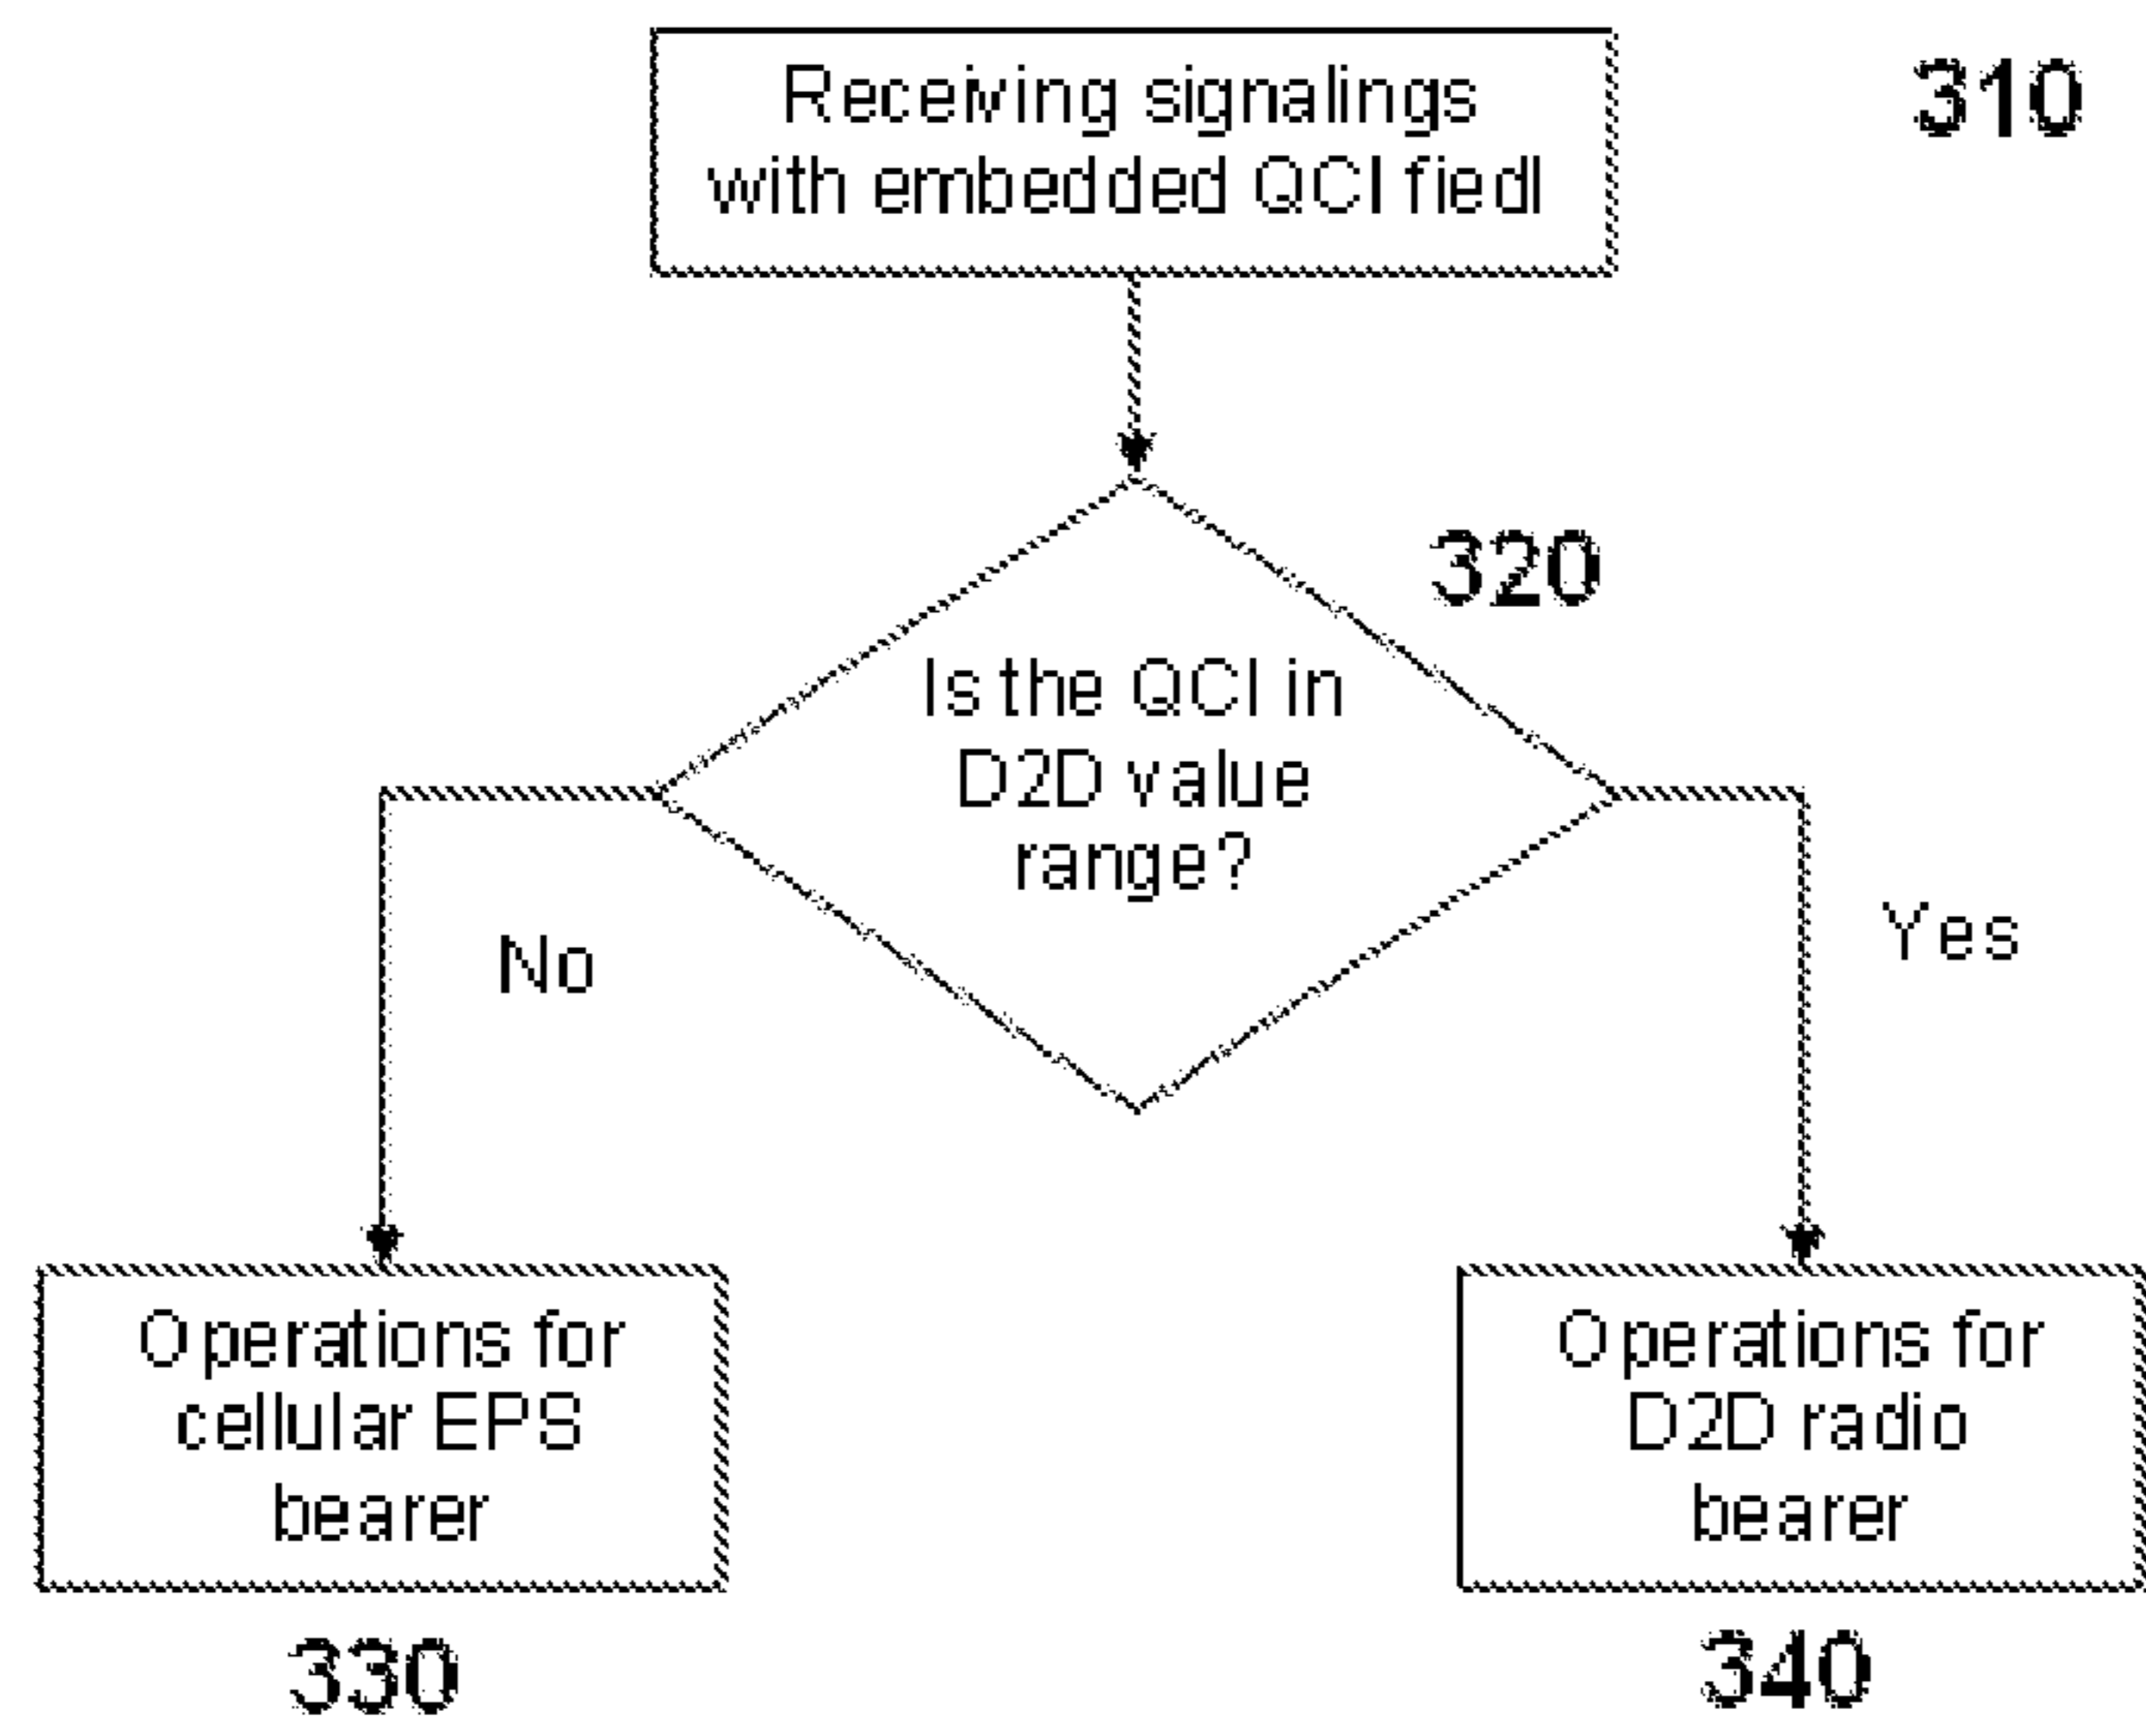 Receiving signalings
310
with embedded QCI fiedl
320
Is the QCI in
D2D value
range?
No
Yes
Operations for
cellular EPS
bearer
Operations for
D2D radio
bearer
330
340